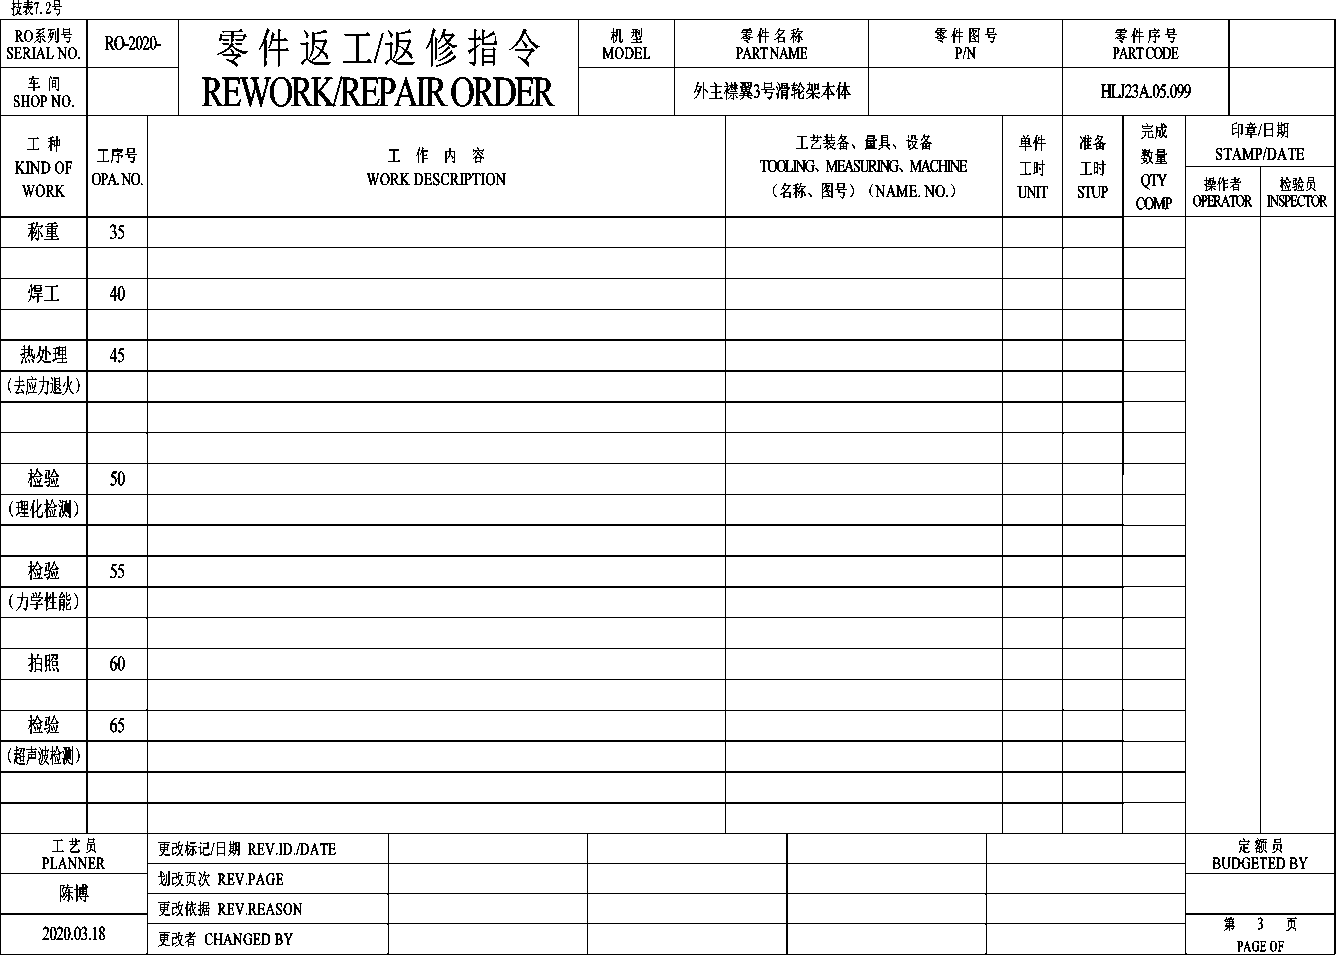 技表7.2号
RO系列号
SERIAL NO.
RO-2020-
零件返工/返修指令
REWORK/REPAIR ORDER
机 型
MODEL
零件名称
PART NAME
零件图号
P/N
零件序号
PART CODE
车 间
SHOP NO.
外主襟翼3号滑轮架本体
HLJ23A.05.099
工 种
KIND OF
WORK
工序号
OPA. NO.
工 作 内 容
WORK DESCRIPTION
工艺装备、量具、设备
TOOLING、MEASURING、MACHINE
（名称、图号）（NAME. NO.）
单件
工时
UNIT
准备
工时
STUP
完成
数量
QTY
COMP
印章/日期
STAMP/DATE
操作者
OPERATOR
检验员
INSPECTOR
称重 35
焊工 40
热处理 45
（去应力退火）
检验 50
（理化检测）
检验 55
（力学性能）
拍照 60
检验 65
（超声波检测）
工艺员
PLANNER
陈博
2020.03.18
更改标记/日期 REV.ID./DATE
划改页次 REV.PAGE
更改依据 REV.REASON
更改者 CHANGED BY
定额员
BUDGETED BY
第 3 页
PAGE OF